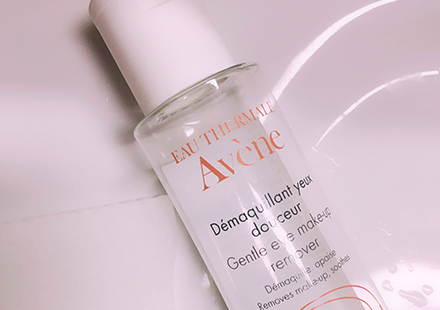 EAU THERMALE
Avène
Démaquillant yeux
douceur
Gentle eye make-up
remover
Démaquille, apaise
Removes make-up, soothes